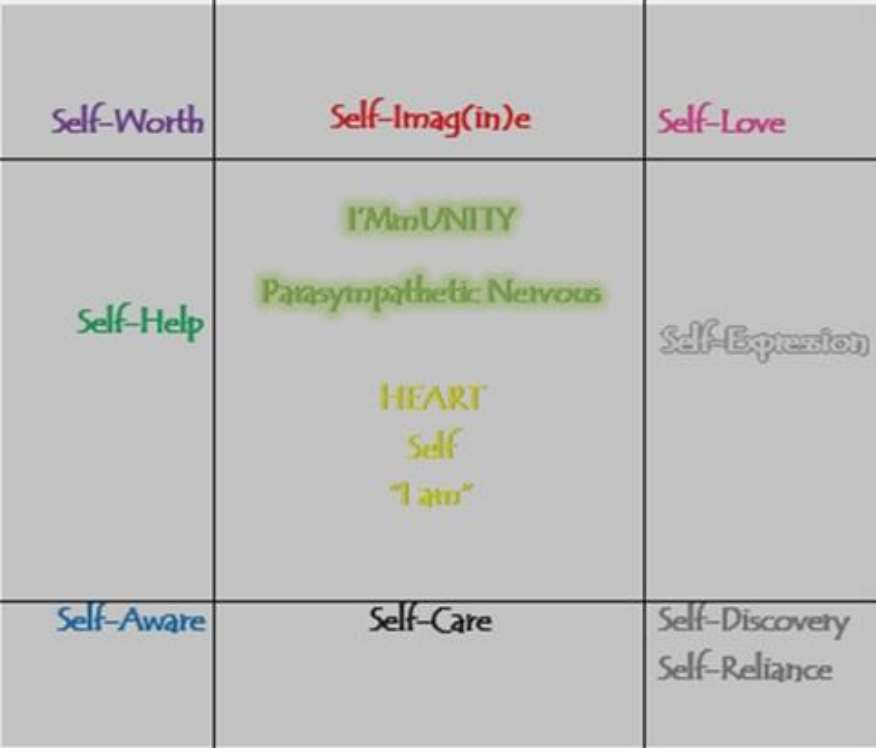 Self-Worth
Self-Imag(in)e
Self-Love
I'MmUNITY
Parasympathetic Nervous
Self-Help
Self-Expression
HEART
Self
"I am"
Self-Aware
Self-Care
Self-Discovery
Self-Reliance